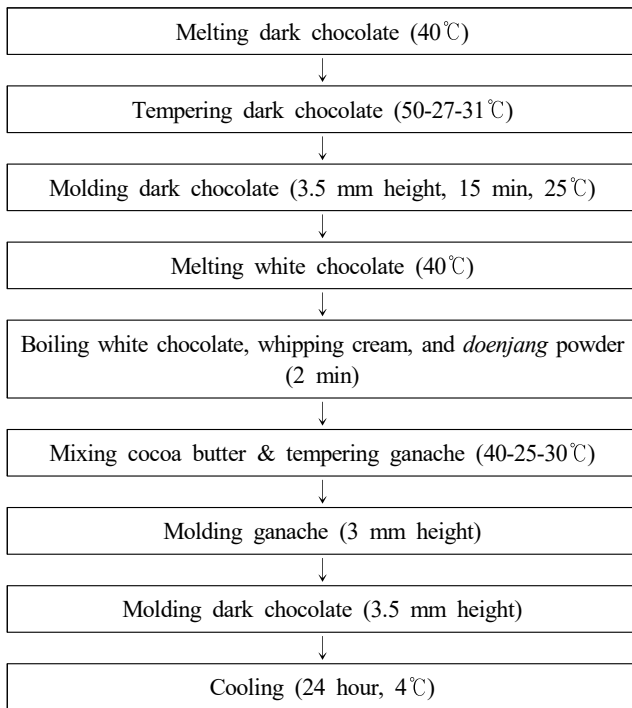 Melting dark chocolate (40℃)
↓
Tempering dark chocolate (50-27-31℃)
↓
Molding dark chocolate (3.5 mm height, 15 min, 25℃)
↓
Melting white chocolate (40℃)
↓
Boiling white chocolate, whipping cream, and doenjang powder
(2 min)
↓
Mixing cocoa butter & tempering ganache (40-25-30℃)
↓
Molding ganache (3 mm height)
↓
Molding dark chocolate (3.5 mm height)
↓
Cooling (24 hour, 4℃)